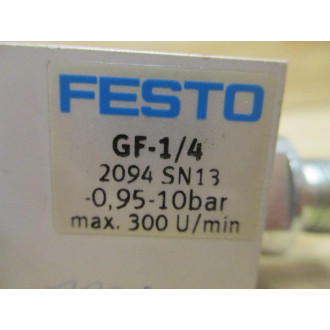 FESTO
GF-1/4
2094 SN13
-0,95-10bar
max. 300 U/min